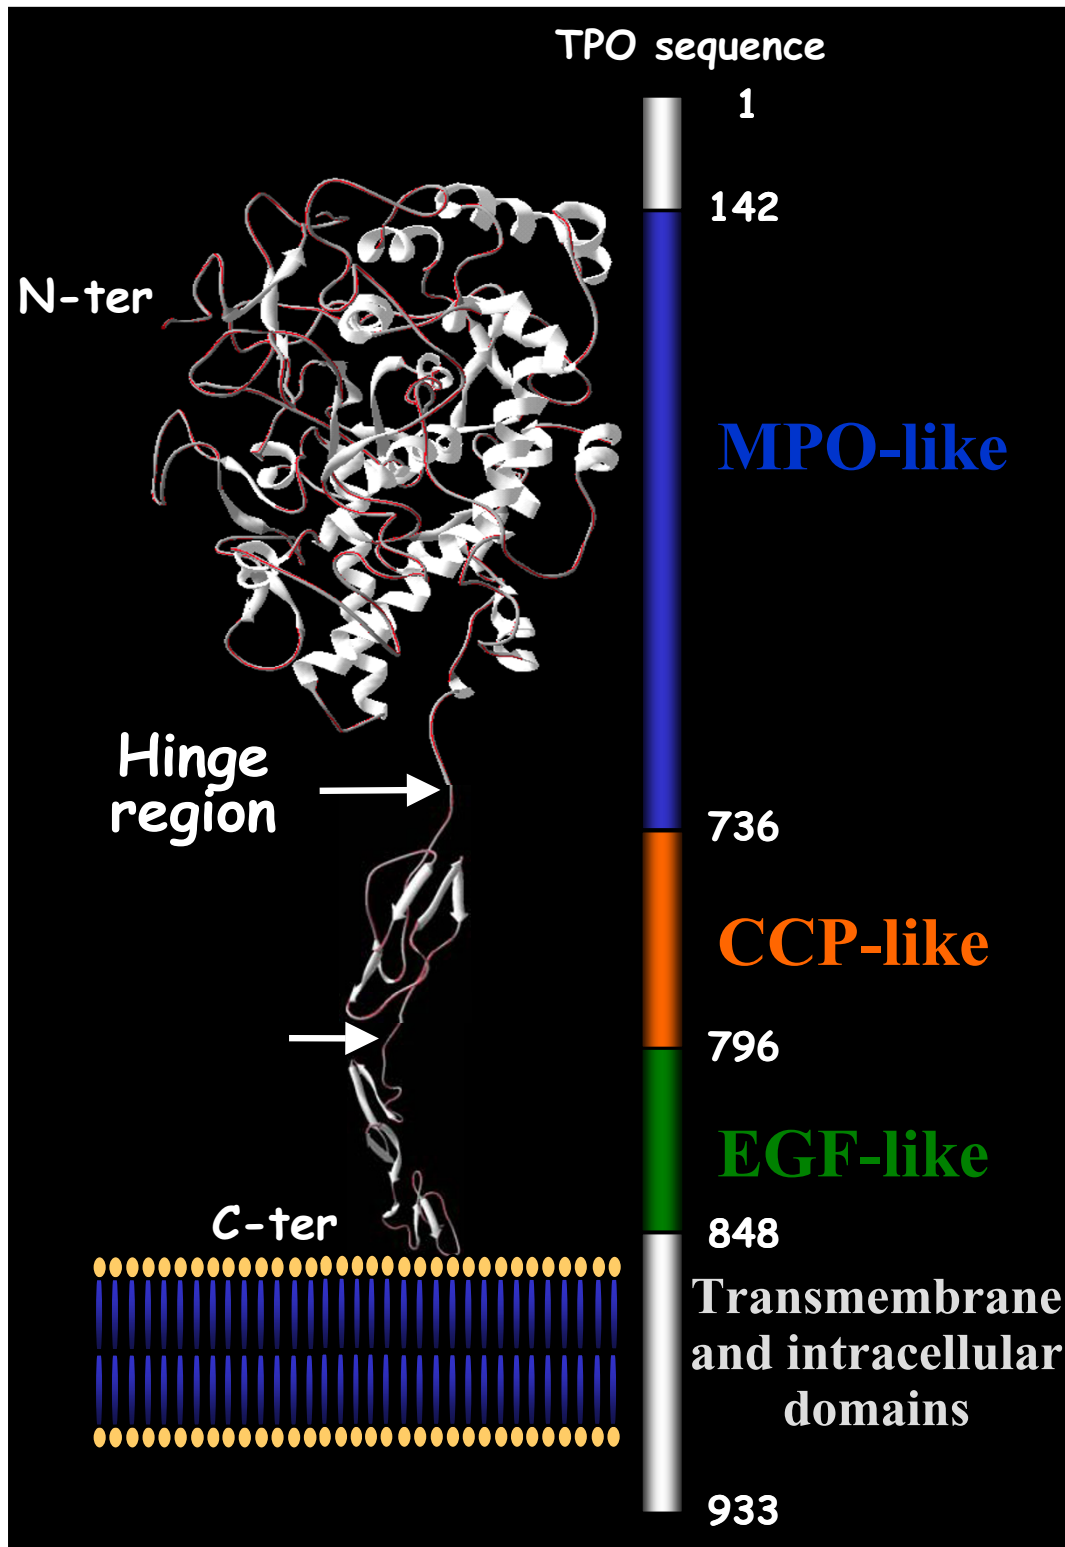 TPO sequence
1
142
N-ter
MPO-like
Hinge
region
736
CCP-like
796
EGF-like
C-ter
848
Transmembrane
and intracellular
domains
933